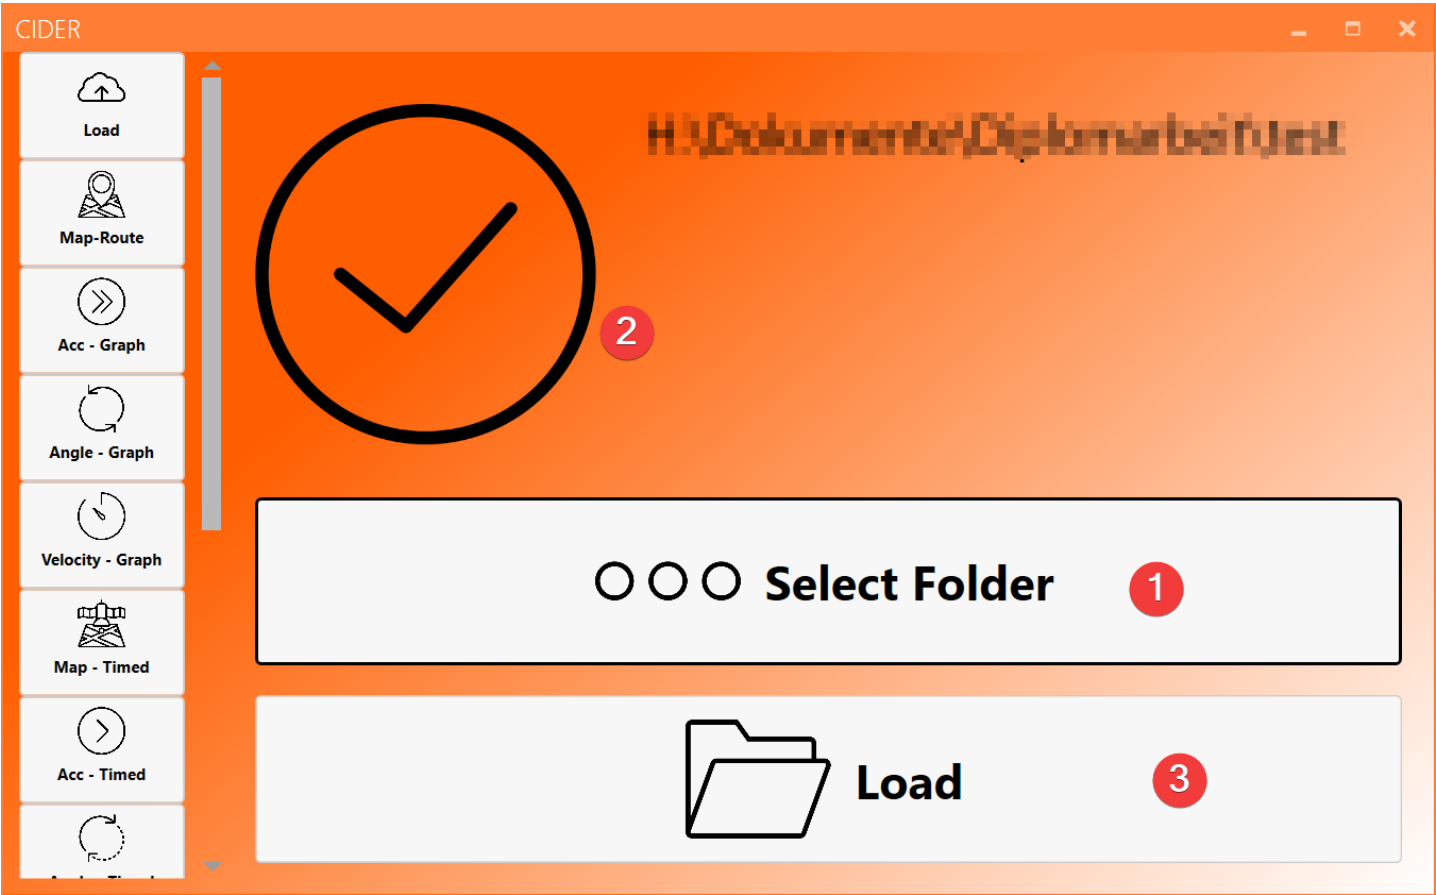 CIDER
Load
Map-Route
Acc - Graph
Angle - Graph
Velocity - Graph
Map - Timed
Acc - Timed
2
Select Folder
1
Load
3